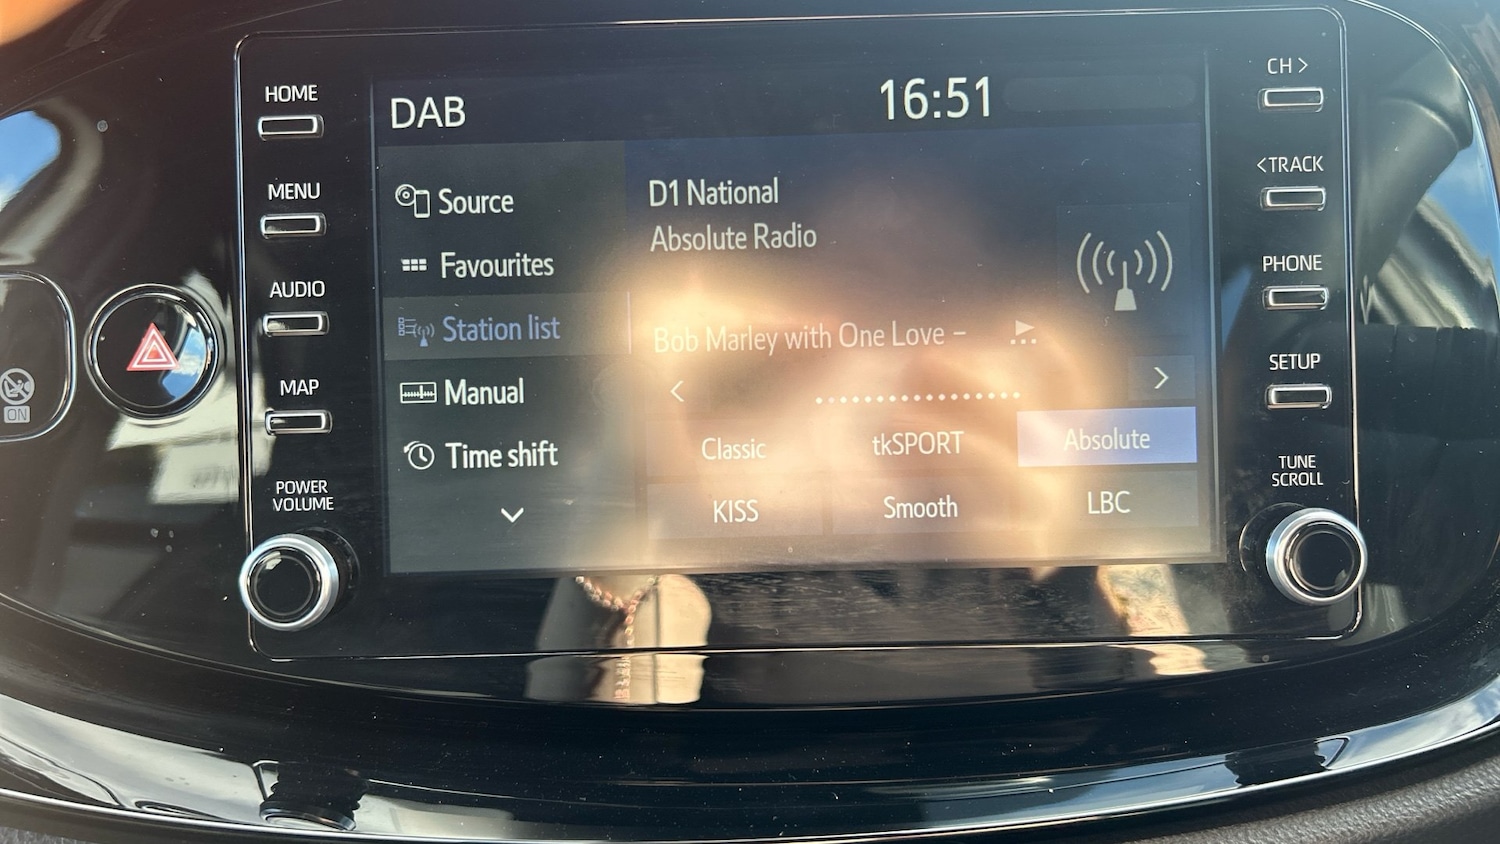 HOME
MENU
AUDIO
MAP
POWER
VOLUME
ON
DAB
16:51
Source
Favourites
Station list
Manual
Time shift
D1 National
Absolute Radio
Bob Marley with One Love –
Classic
tkSPORT
Absolute
KISS
Smooth
LBC
CH >
< TRACK
PHONE
SETUP
TUNE
SCROLL